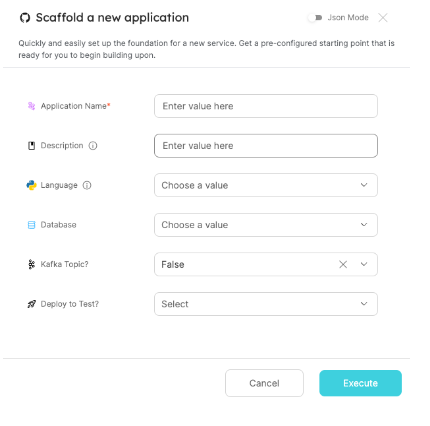 Scaffold a new application
Json Mode
Quickly and easily set up the foundation for a new service. Get a pre-configured starting point that is
ready for you to begin building upon.
Application Name*
Enter value here
Description
Enter value here
Language
Choose a value
Database
Choose a value
Kafka Topic?
False
Deploy to Test?
Select
Cancel
Execute